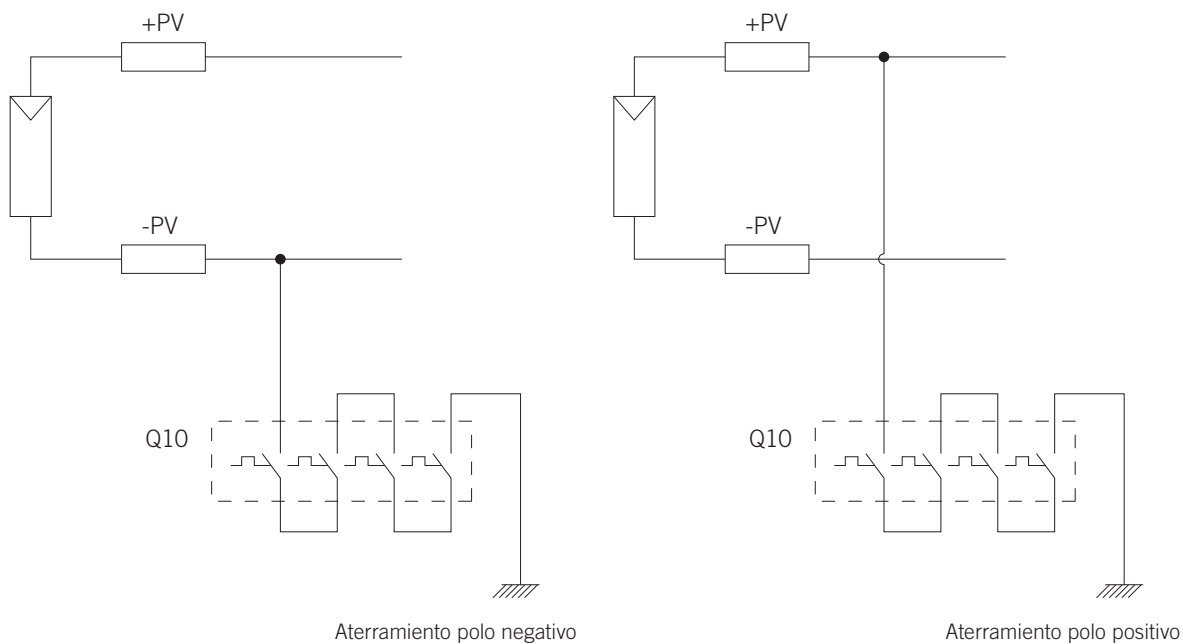 +PV
-PV
Q10
Aterramiento polo negativo
+PV
-PV
Q10
Aterramiento polo positivo